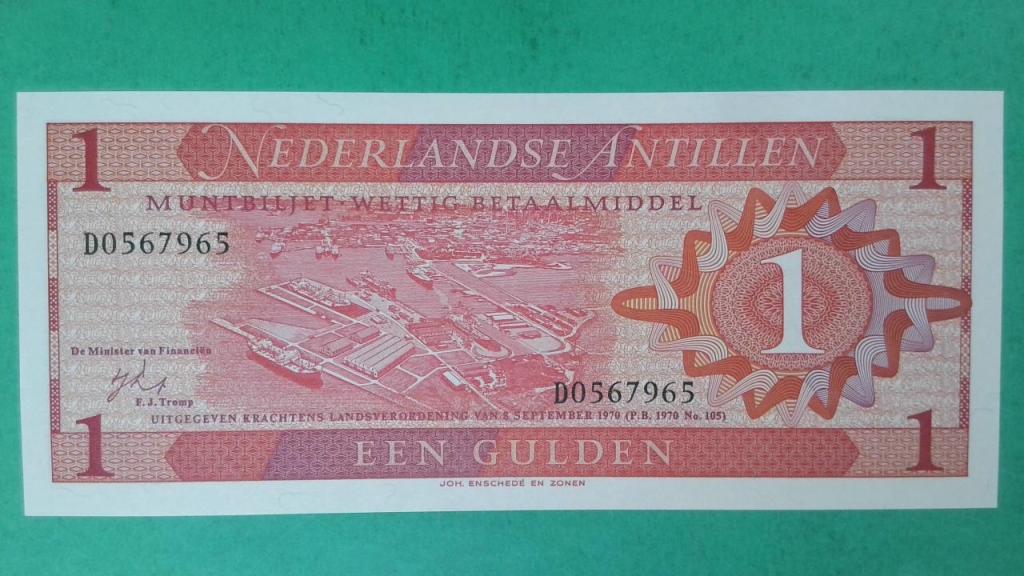 1 NEDERLANDSE ANTILLEN 1
MUNTBILJET · WETTIG BETAALMIDDEL
D0567965
1
De Minister van Financiën
F. J. Tromp
D0567965
UITGEGEVEN KRACHTENS LANDSVERORDENING VAN 8 SEPTEMBER 1970 (P.B. 1970 No. 105)
1 EEN GULDEN 1
JOH. ENSCHEDÉ EN ZONEN